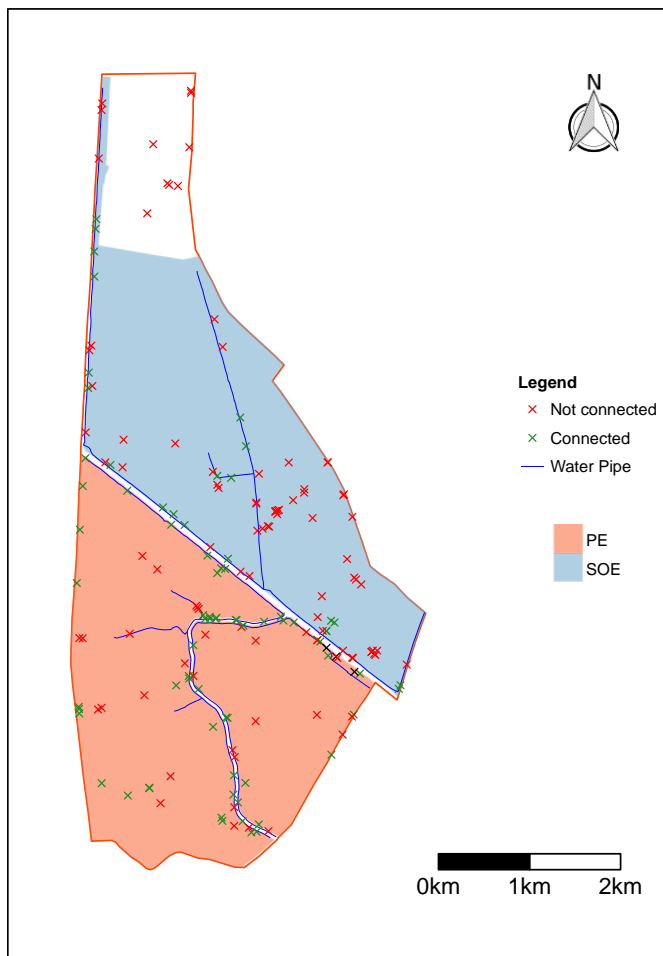 N
Legend
Not connected
Connected
Water Pipe
PE
SOE
0km 1km 2km